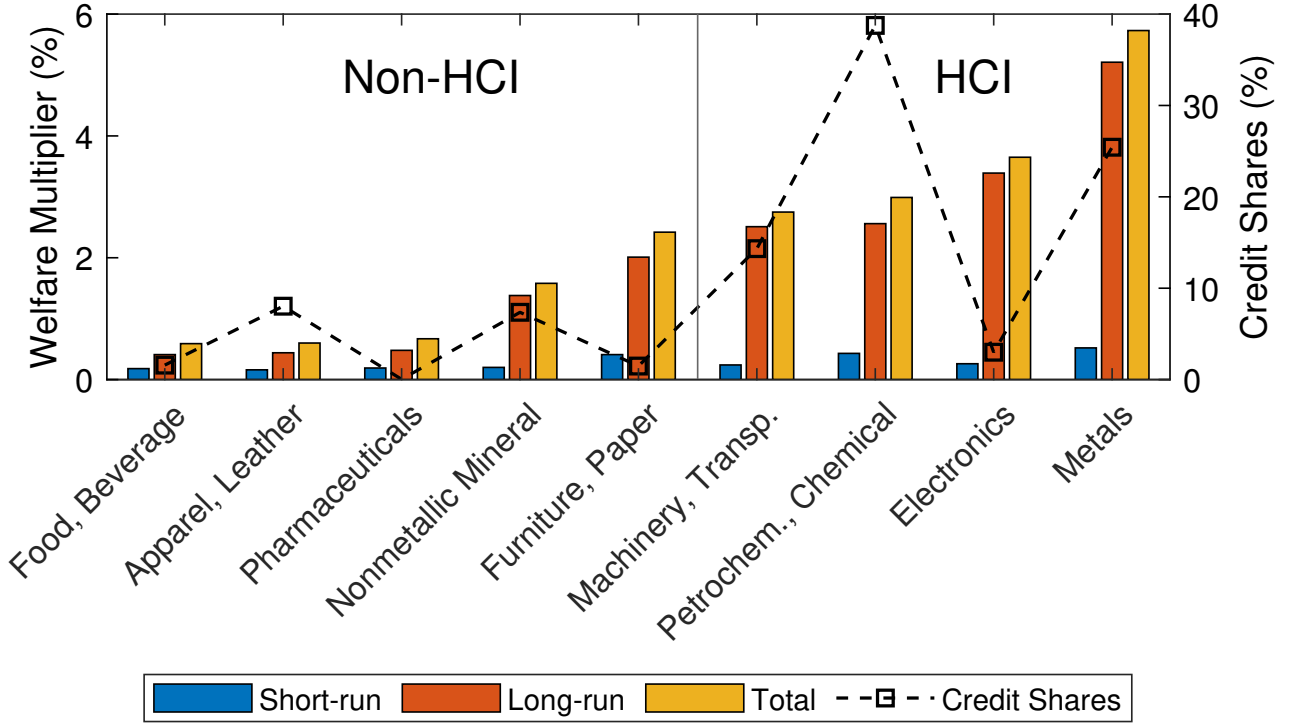 Welfare Multiplier (%)
6
4
2
0
Non-HCI
HCI
40
30
20
10
0
Credit Shares (%)
Food, Beverage
Apparel, Leather
Pharmaceuticals
Nonmetallic Mineral
Furniture, Paper
Machinery, Transp.
Petrochem., Chemical
Electronics
Metals
Short-run Long-run Total Credit Shares